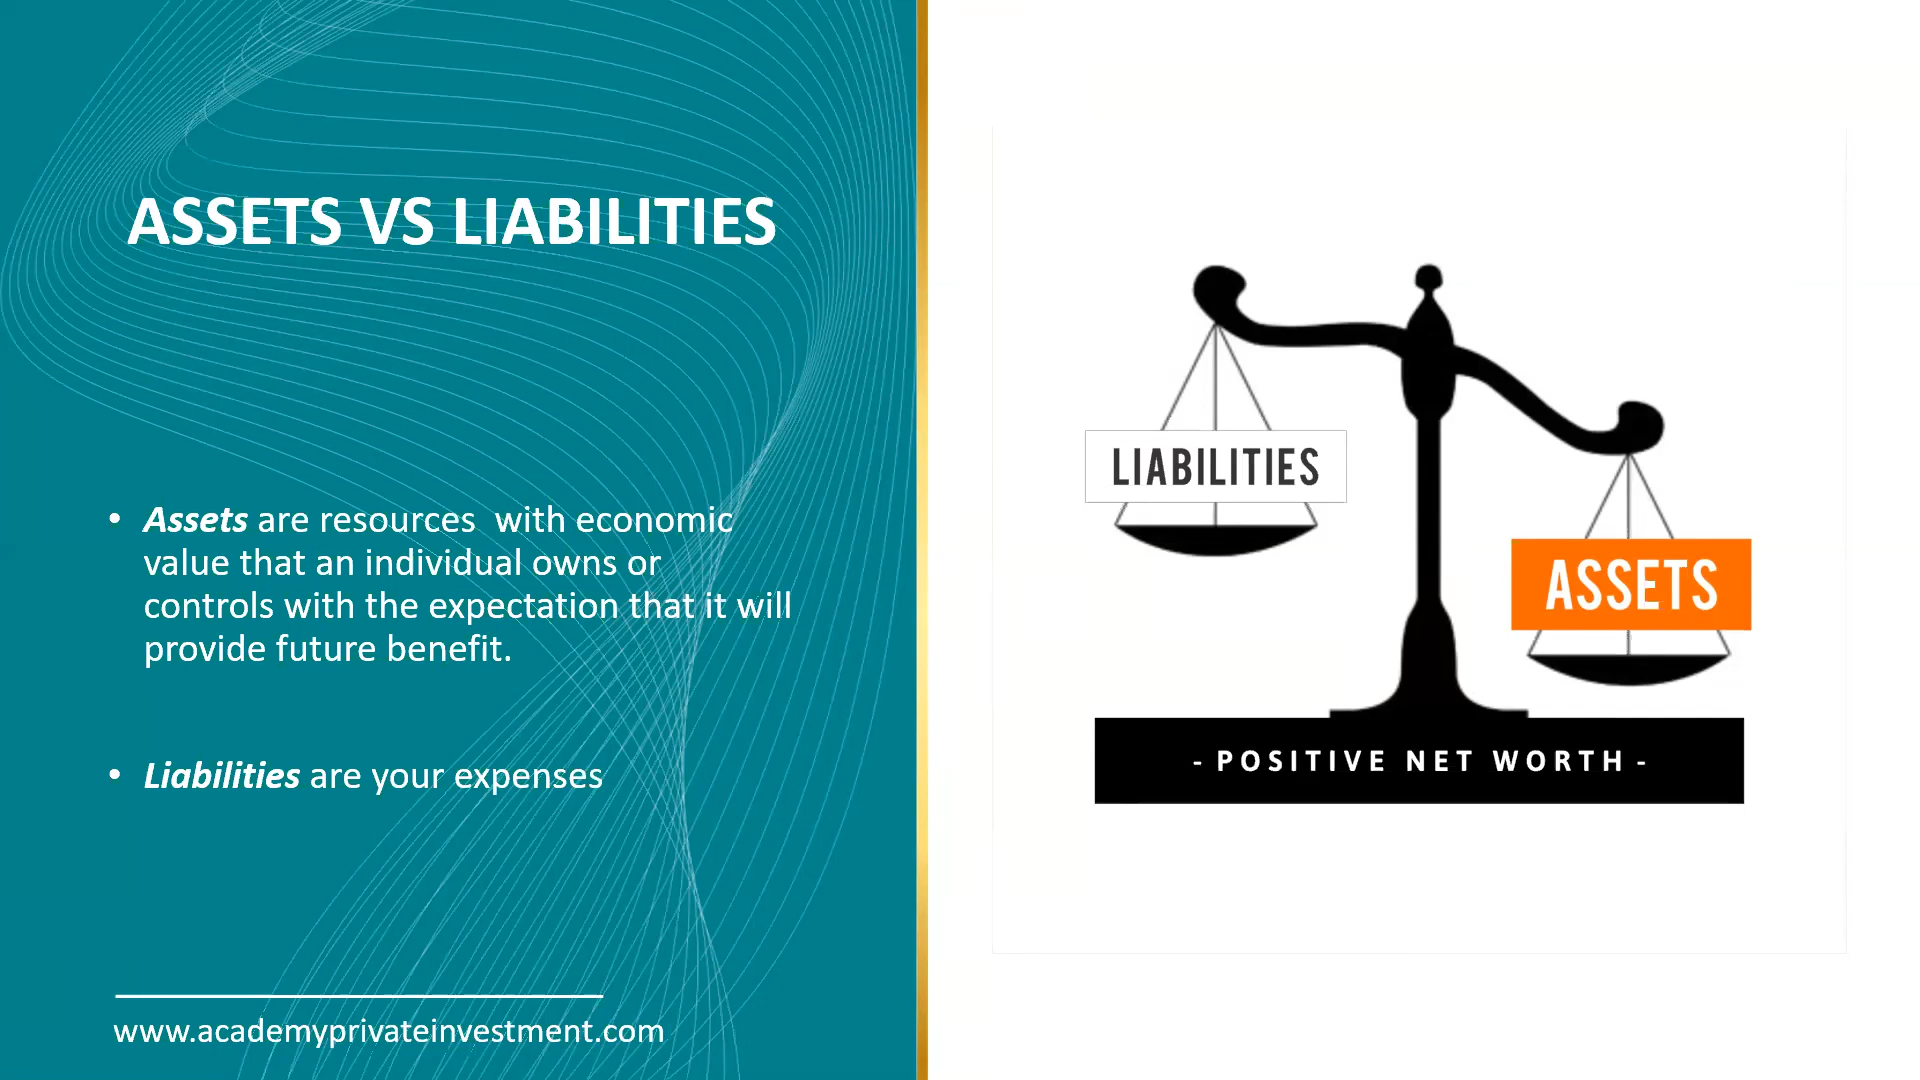 ASSETS VS LIABILITIES
• Assets are resources  with economic
value that an individual owns or
controls with the expectation that it will
provide future benefit.
• Liabilities are your expenses
www.academyprivateinvestment.com
LIABILITIES
ASSETS
- POSITIVE NET WORTH -